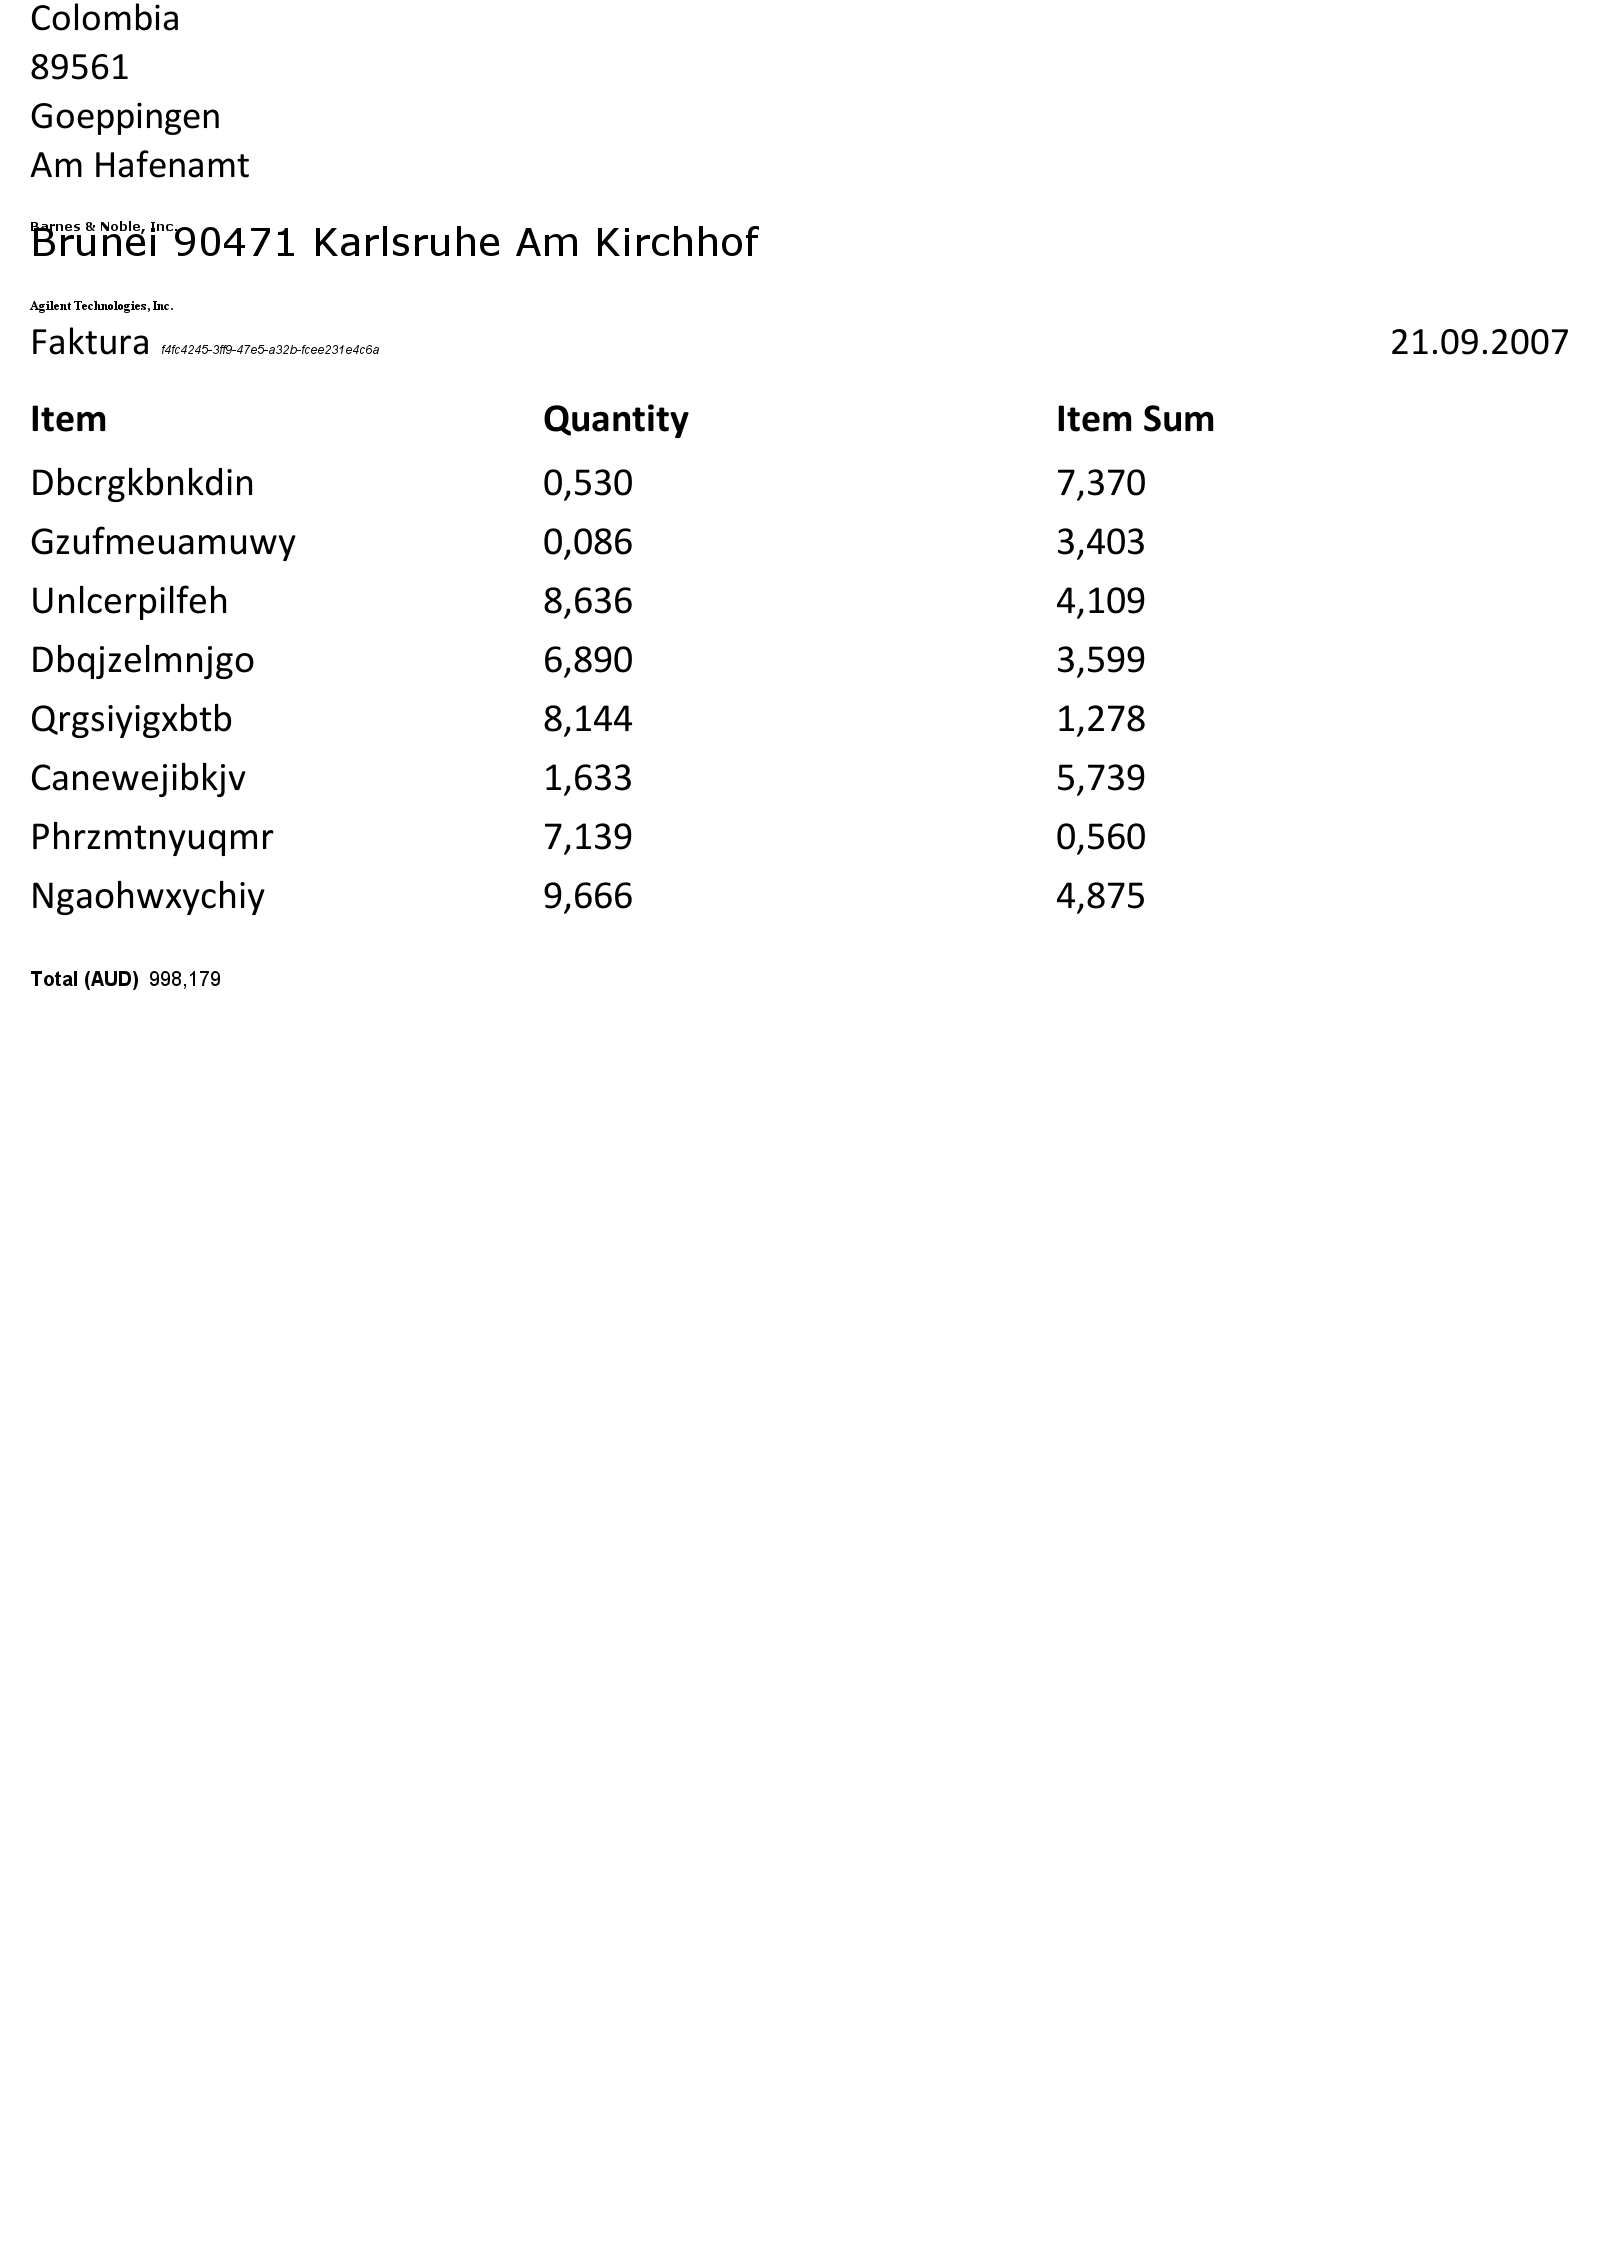 Colombia
89561
Goeppingen
Am Hafenamt
Barnes & Noble, Inc.
Brunei 90471 Karlsruhe Am Kirchhof
Agilent Technologies, Inc.
Faktura f4fc4245-3ff9-47e5-a32b-fcee231e4c6a 21.09.2007
Item Quantity Item Sum
Dbcrgkbnkdin 0,530 7,370
Gzufmeuamuwy 0,086 3,403
Unlcerpilfeh 8,636 4,109
Dbqjzelmnjgo 6,890 3,599
Qrgsiyigxbtb 8,144 1,278
Canewejibkjv 1,633 5,739
Phrzmtnyuqmr 7,139 0,560
Ngaohwxychiy 9,666 4,875
Total (AUD) 998,179